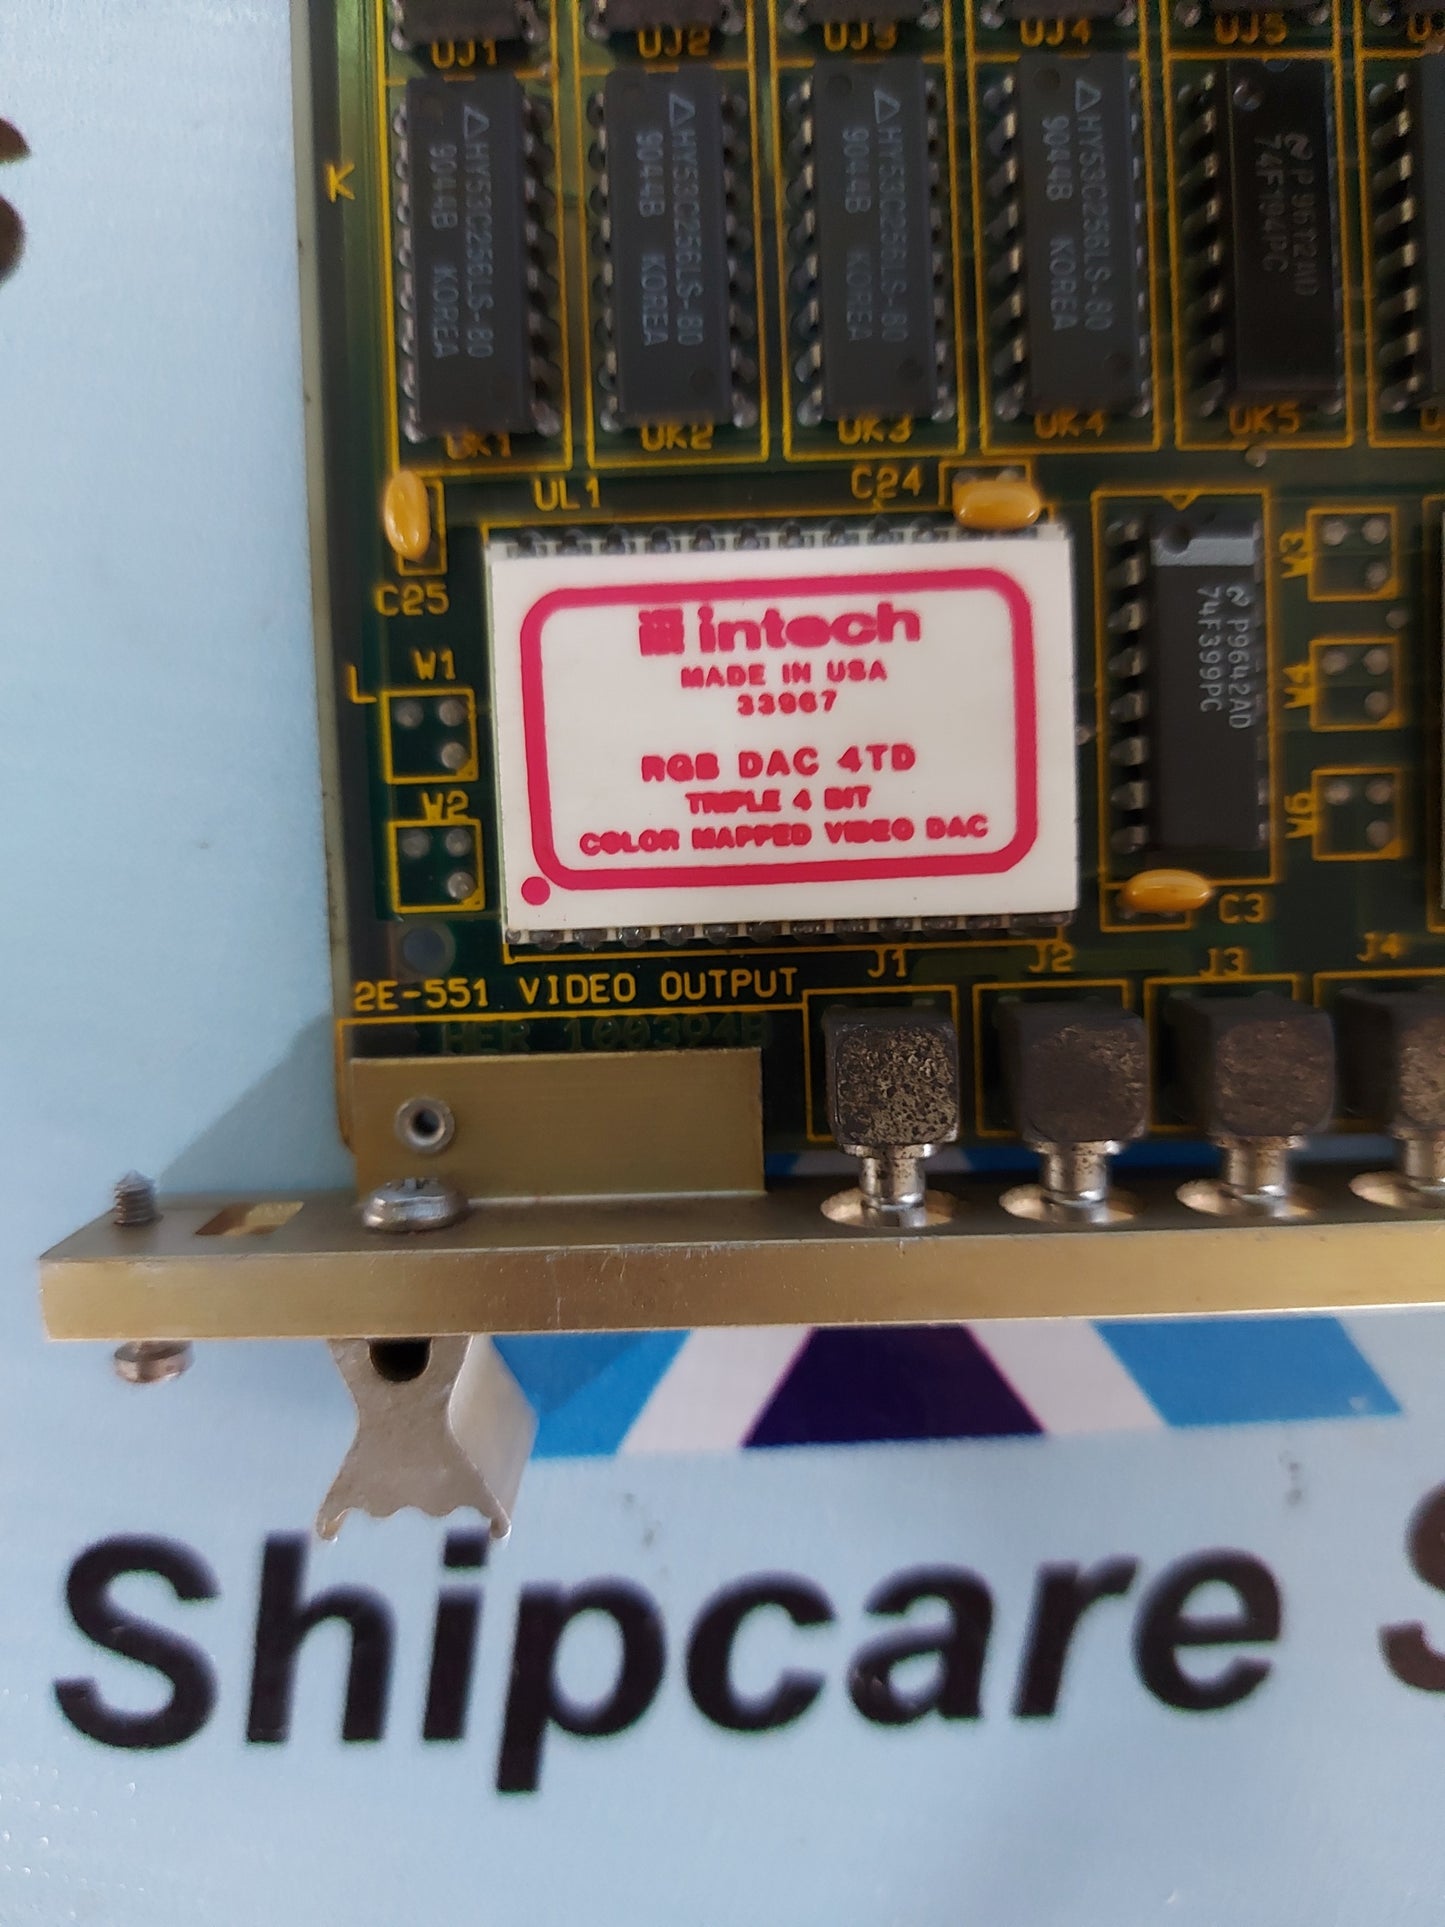 UJ1 UJ2 UJ3 UJ4 UJ5
K
HY53C256LS-80
9044B KOREA
HY53C256LS-80
9044B KOREA
HY53C256LS-80
9044B KOREA
HY53C256LS-80
9044B KOREA
P9672AD
74F194PC
UK1 UK2 UK3 UK4 UK5
UL1
C24
C25
L
W1
W2
W3
W4
intech
MADE IN USA
33967
RGB DAC 4TD
TRIPLE 4 BIT
COLOR MAPPED VIDEO DAC
P9642AD
74F399PC
C3
J1 J2 J3 J4
2E-551 VIDEO OUTPUT
HER 100394B
Shipcare S